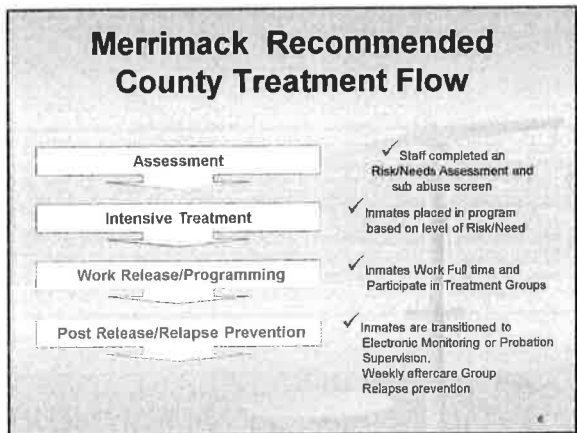 Merrimack Recommended
County Treatment Flow
Assessment
✓ Staff completed an
Risk/Needs Assessment and
sub abuse screen
Intensive Treatment
✓ Inmates placed in program
based on level of Risk/Need
Work Release/Programming
✓ Inmates Work Full time and
Participate in Treatment Groups
Post Release/Relapse Prevention
✓ Inmates are transitioned to
Electronic Monitoring or Probation
Supervision.
Weekly aftercare Group
Relapse prevention